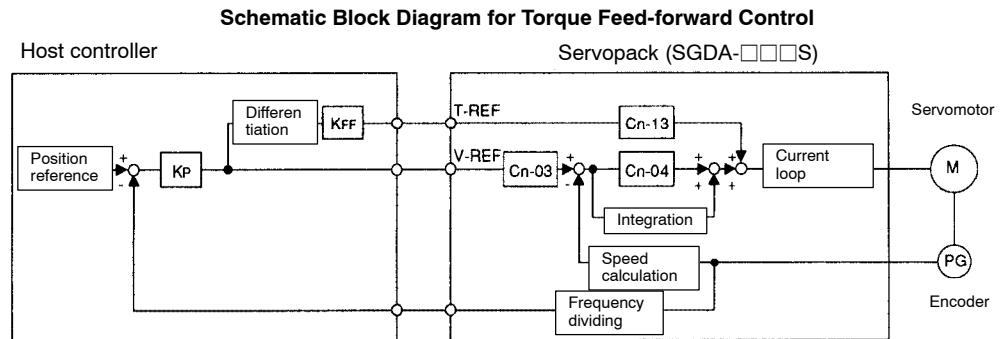 Schematic Block Diagram for Torque Feed-forward Control
Host controller
Servopack (SGDA-□□□S)
Differen
tiation
KFF
T-REF
Cn-13
Servomotor
Position
reference
+
-
KP
V-REF
Cn-03
+
-
Cn-04
+
+
+
+
Current
loop
M
Integration
Speed
calculation
PG
Frequency
dividing
Encoder